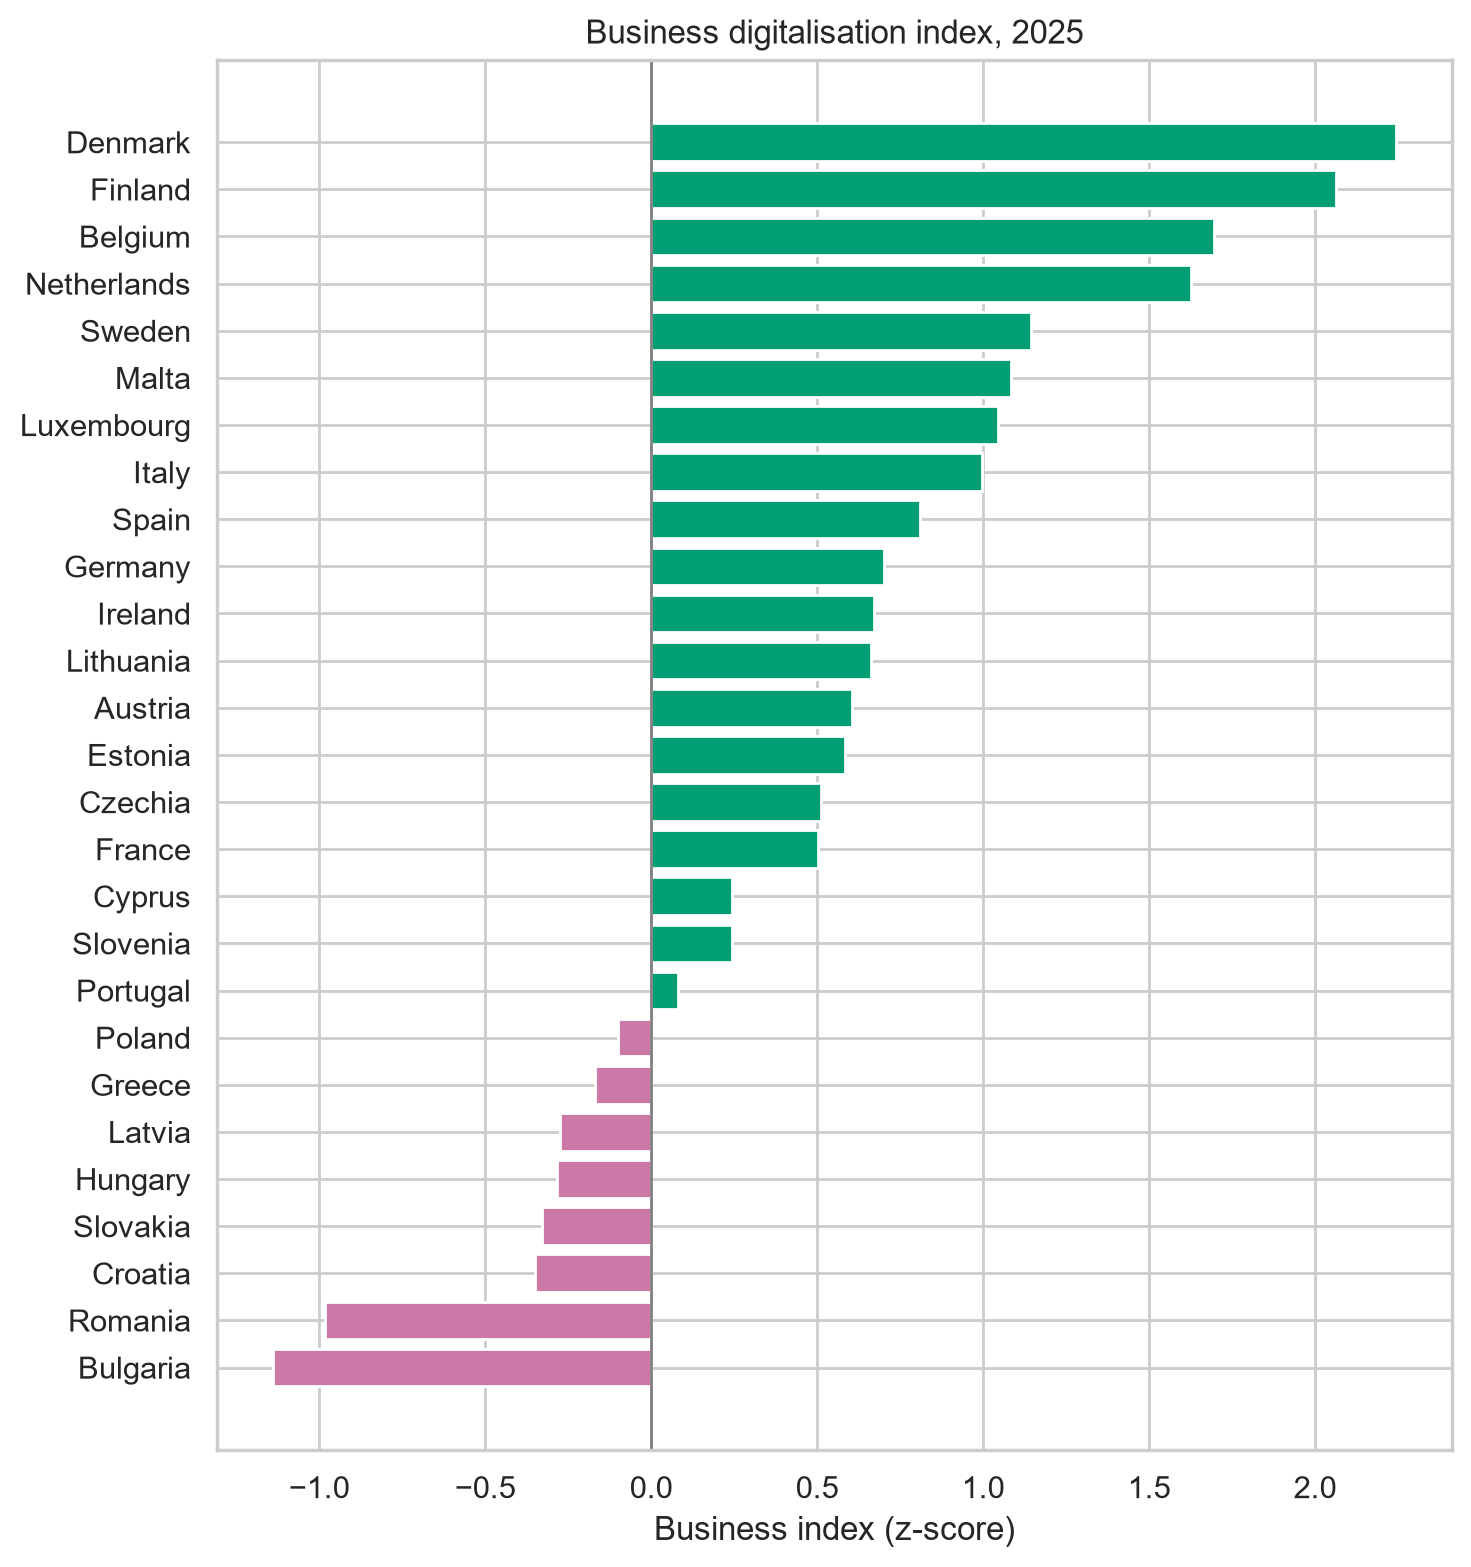 Business digitalisation index, 2025
Denmark
Finland
Belgium
Netherlands
Sweden
Malta
Luxembourg
Italy
Spain
Germany
Ireland
Lithuania
Austria
Estonia
Czechia
France
Cyprus
Slovenia
Portugal
Poland
Greece
Latvia
Hungary
Slovakia
Croatia
Romania
Bulgaria
−1.0 −0.5 0.0 0.5 1.0 1.5 2.0
Business index (z-score)